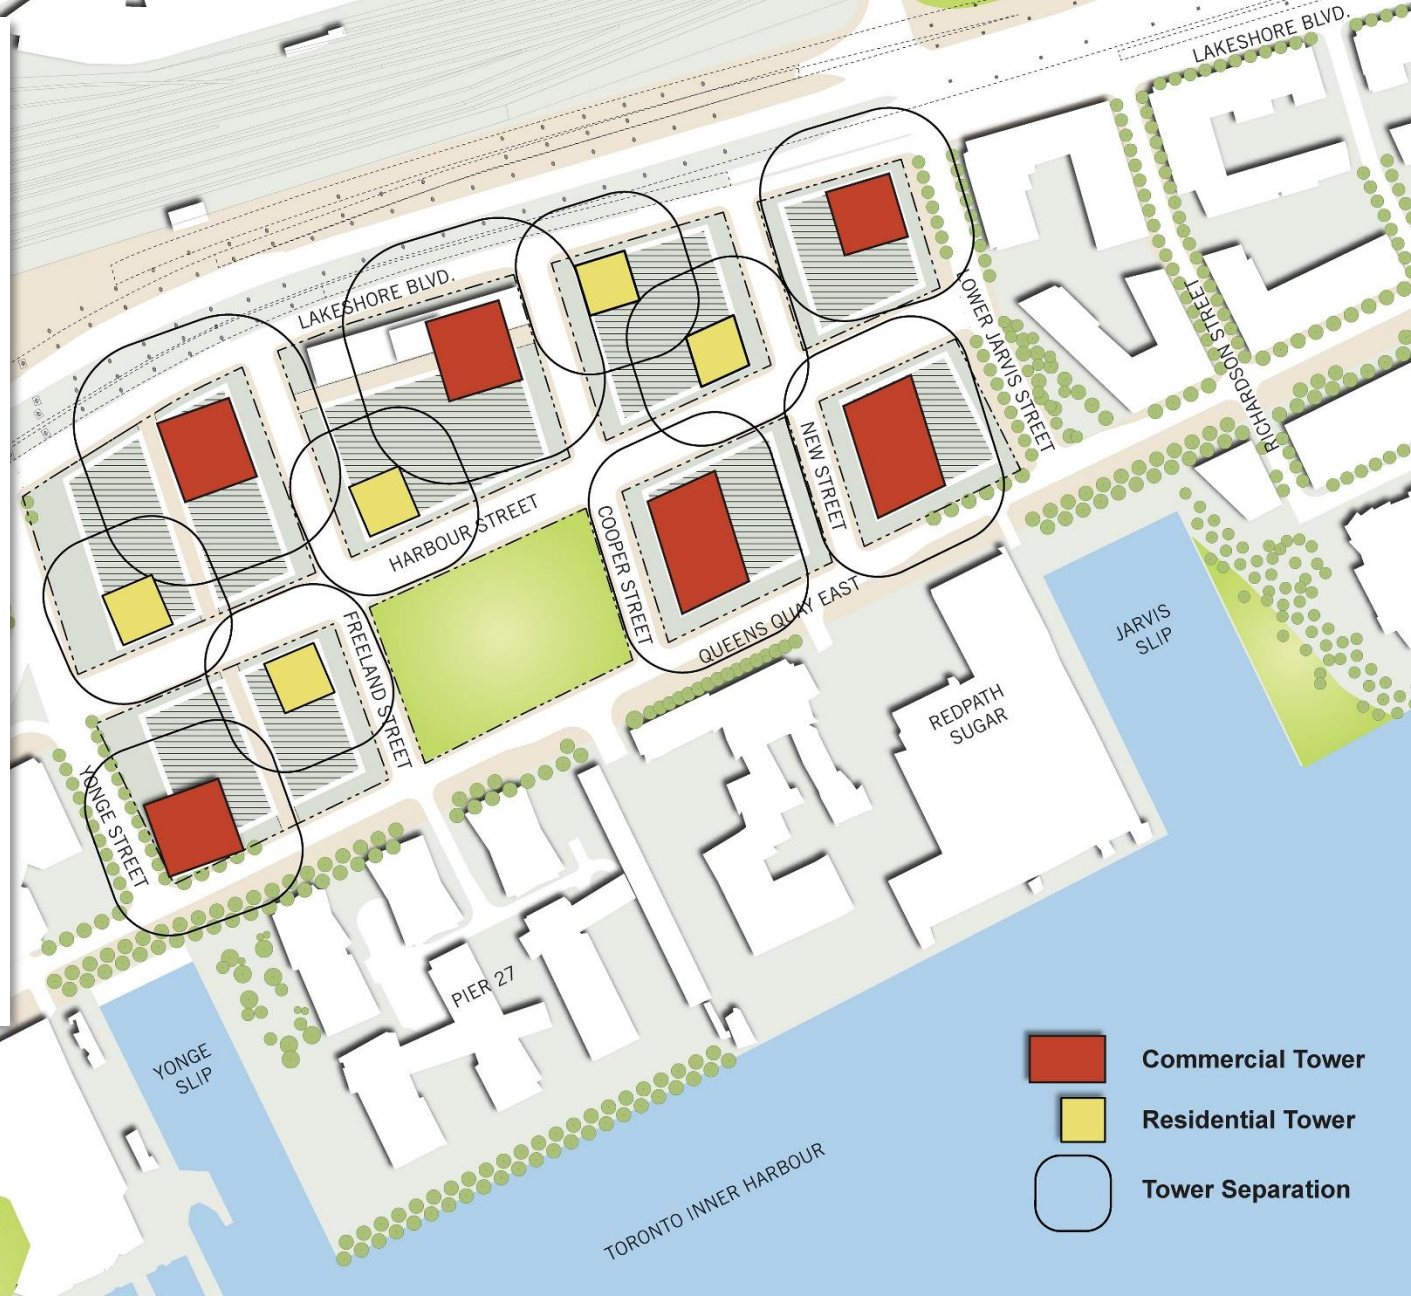 LAKESHORE BLVD.
LAKESHORE BLVD.
LOWER JARVIS STREET
RICHARDSON STREET
RICHARDSON STREET
NEW STREET
HARBOUR STREET
COOPER STREET
QUEENS QUAY EAST
FREELAND STREET
YONGE STREET
JARVIS
SLIP
REDPATH
SUGAR
PIER 27
YONGE
SLIP
TORONTO INNER HARBOUR
Commercial Tower
Residential Tower
Tower Separation